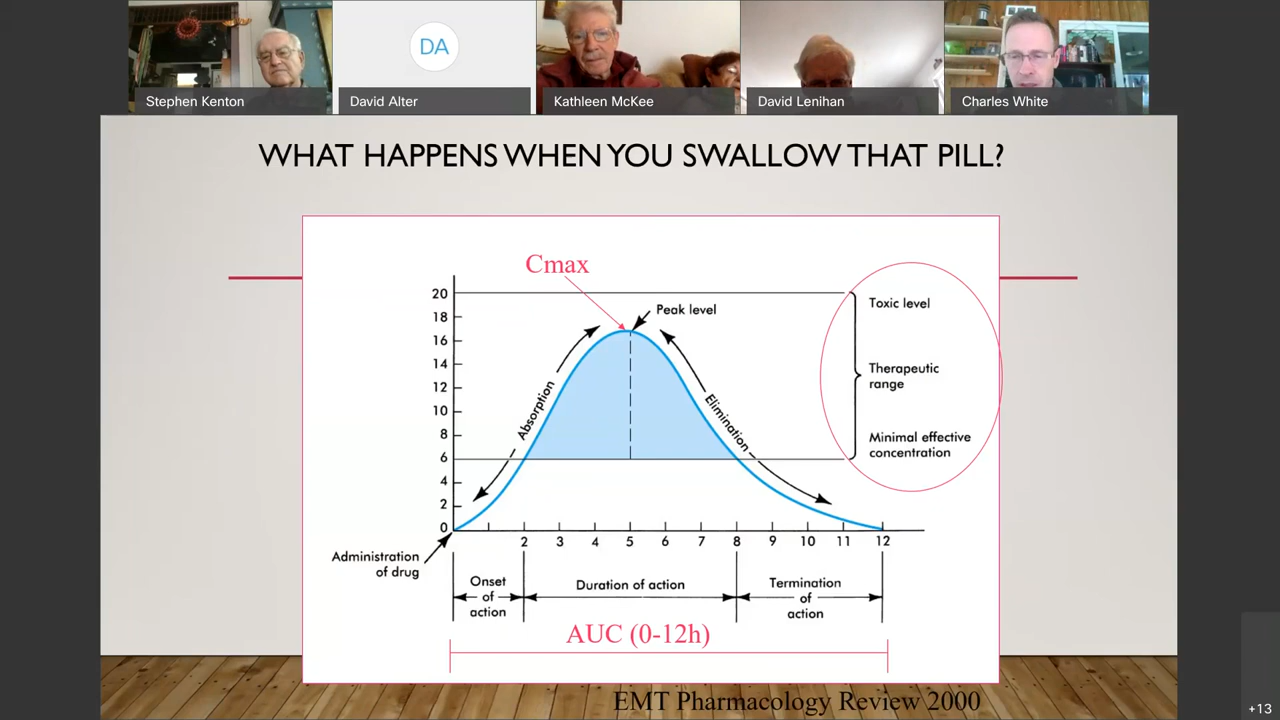 DA
Stephen Kenton
David Alter
Kathleen McKee
David Lenihan
Charles White
WHAT HAPPENS WHEN YOU SWALLOW THAT PILL?
Cmax
Peak level
20
18
16
14
12
10
8
6
4
2
0
Absorption
Elimination
Toxic level
Therapeutic
range
Minimal effective
concentration
2 3 4 5 6 7 8 9 10 11 12
Administration
of drug
Onset
of
action
Duration of action
Termination
of
action
AUC (0-12h)
EMT Pharmacology Review 2000
+13